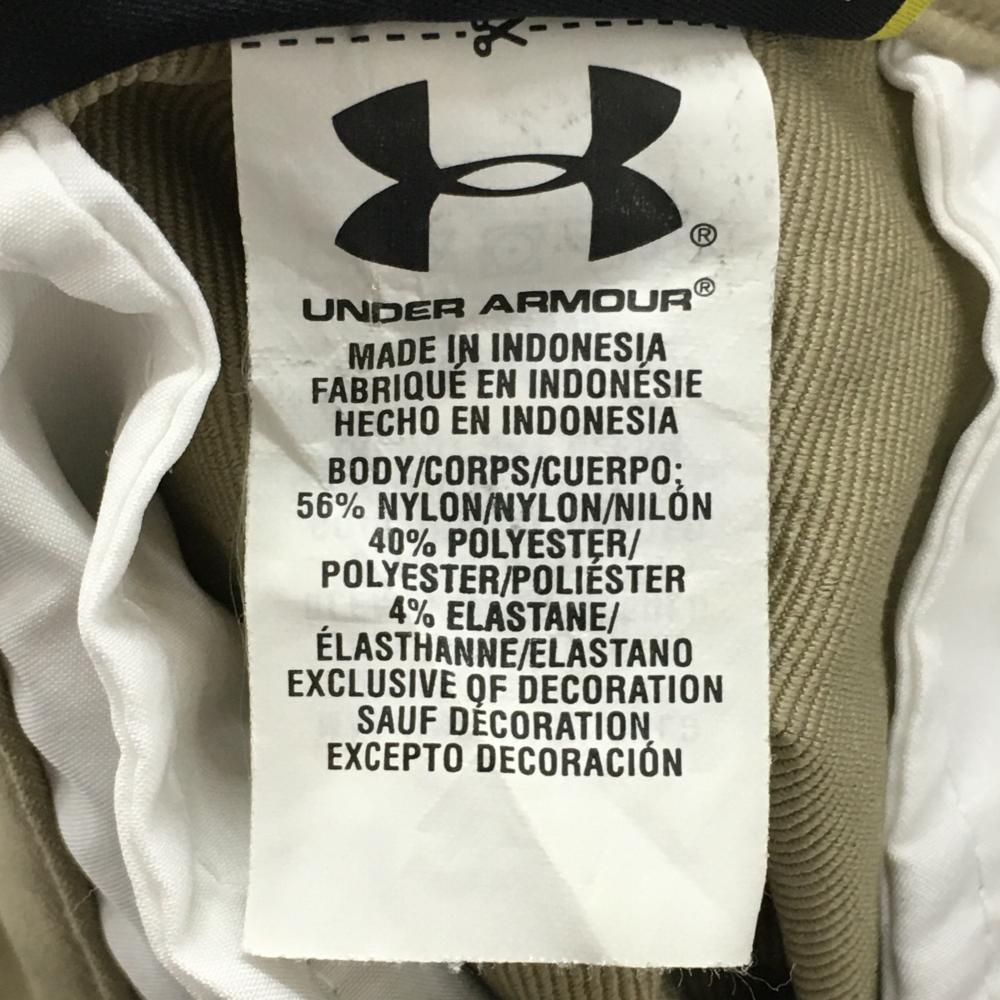 ®
UNDER ARMOUR®
MADE IN INDONESIA
FABRIQUÉ EN INDONÉSIE
HECHO EN INDONESIA
BODY/CORPS/CUERPO:
56% NYLON/NYLON/NILÓN
40% POLYESTER/
POLYESTER/POLIÉSTER
4% ELASTANE/
ÉLASTHANNE/ELASTANO
EXCLUSIVE OF DECORATION
SAUF DÉCORATION
EXCEPTO DECORACIÓN